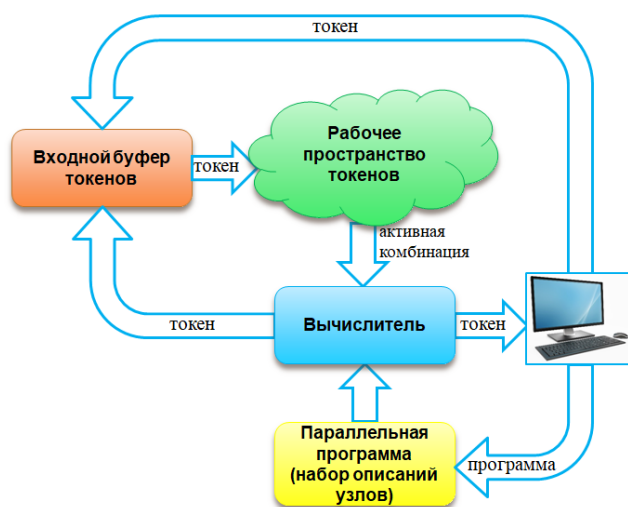 токен
Входной буфер
токенов
токен
Рабочее
пространство
токенов
активная
комбинация
токен
Вычислитель
токен
Параллельная
программа
(набор описаний
узлов)
программа